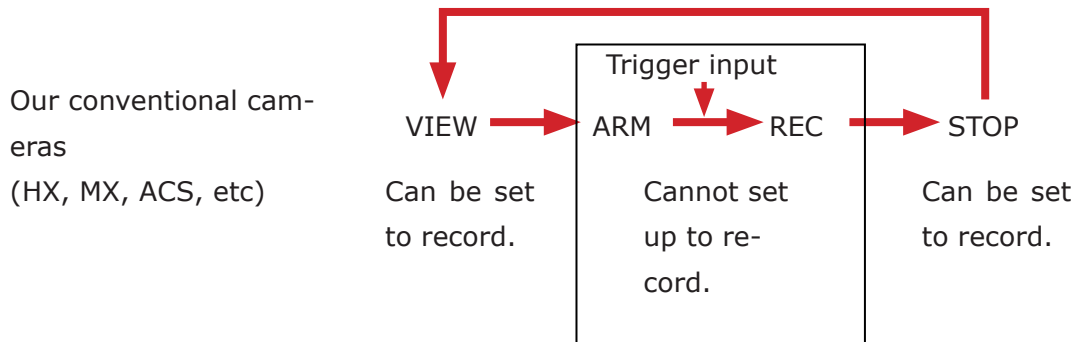 Trigger input
Our conventional cam-
eras
(HX, MX, ACS, etc)
VIEW ARM REC STOP
Can be set
to record.
Cannot set
up to re-
cord.
Can be set
to record.